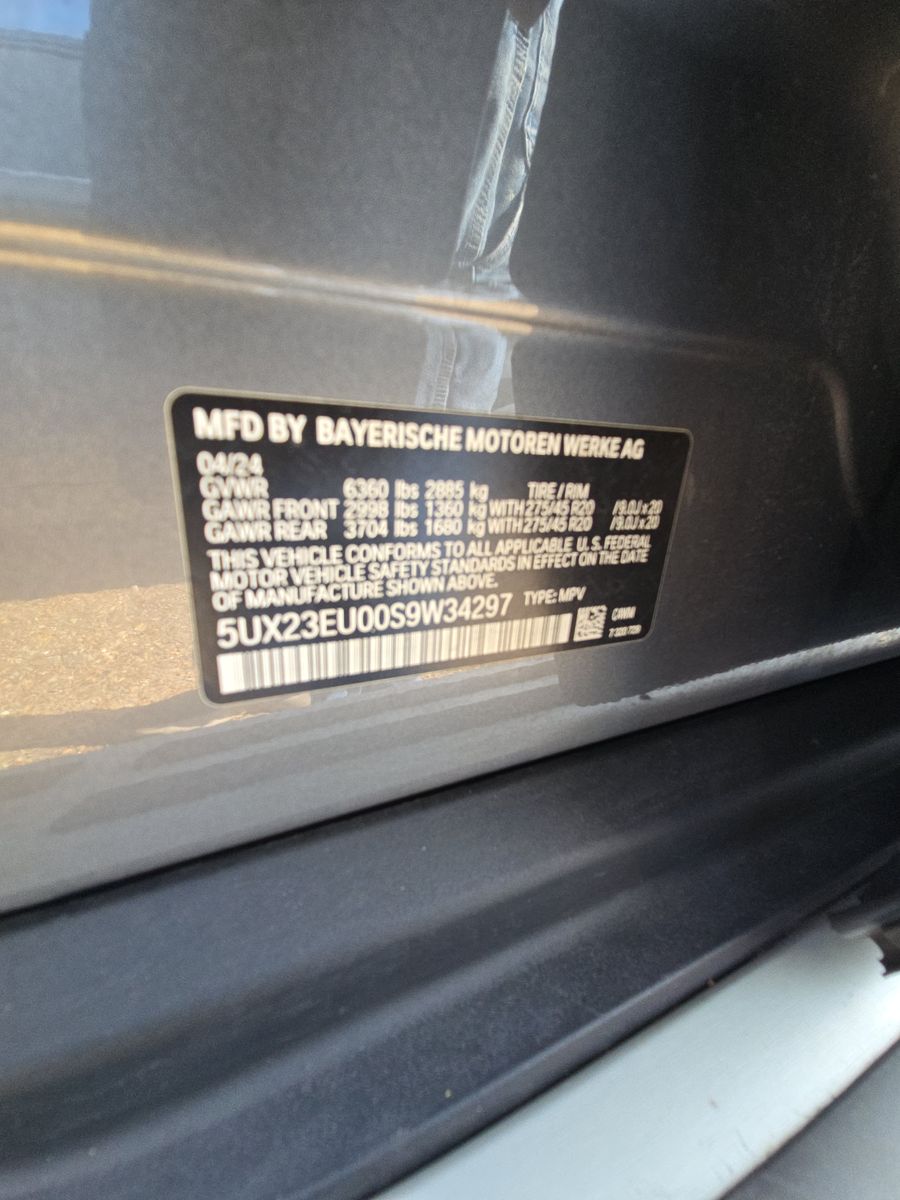 MFD BY BAYERISCHE MOTOREN WERKE AG
04/24
GVWR 6360 lbs 2885 kg TIRE / RIM
GAWR FRONT 2998 lbs 1360 kg WITH 275/45 R20 /9.0J x 20
GAWR REAR 3704 lbs 1680 kg WITH 275/45 R20 /9.0J x 20
THIS VEHICLE CONFORMS TO ALL APPLICABLE U.S. FEDERAL
MOTOR VEHICLE SAFETY STANDARDS IN EFFECT ON THE DATE
OF MANUFACTURE SHOWN ABOVE.
5UX23EU00S9W34297 TYPE: MPV